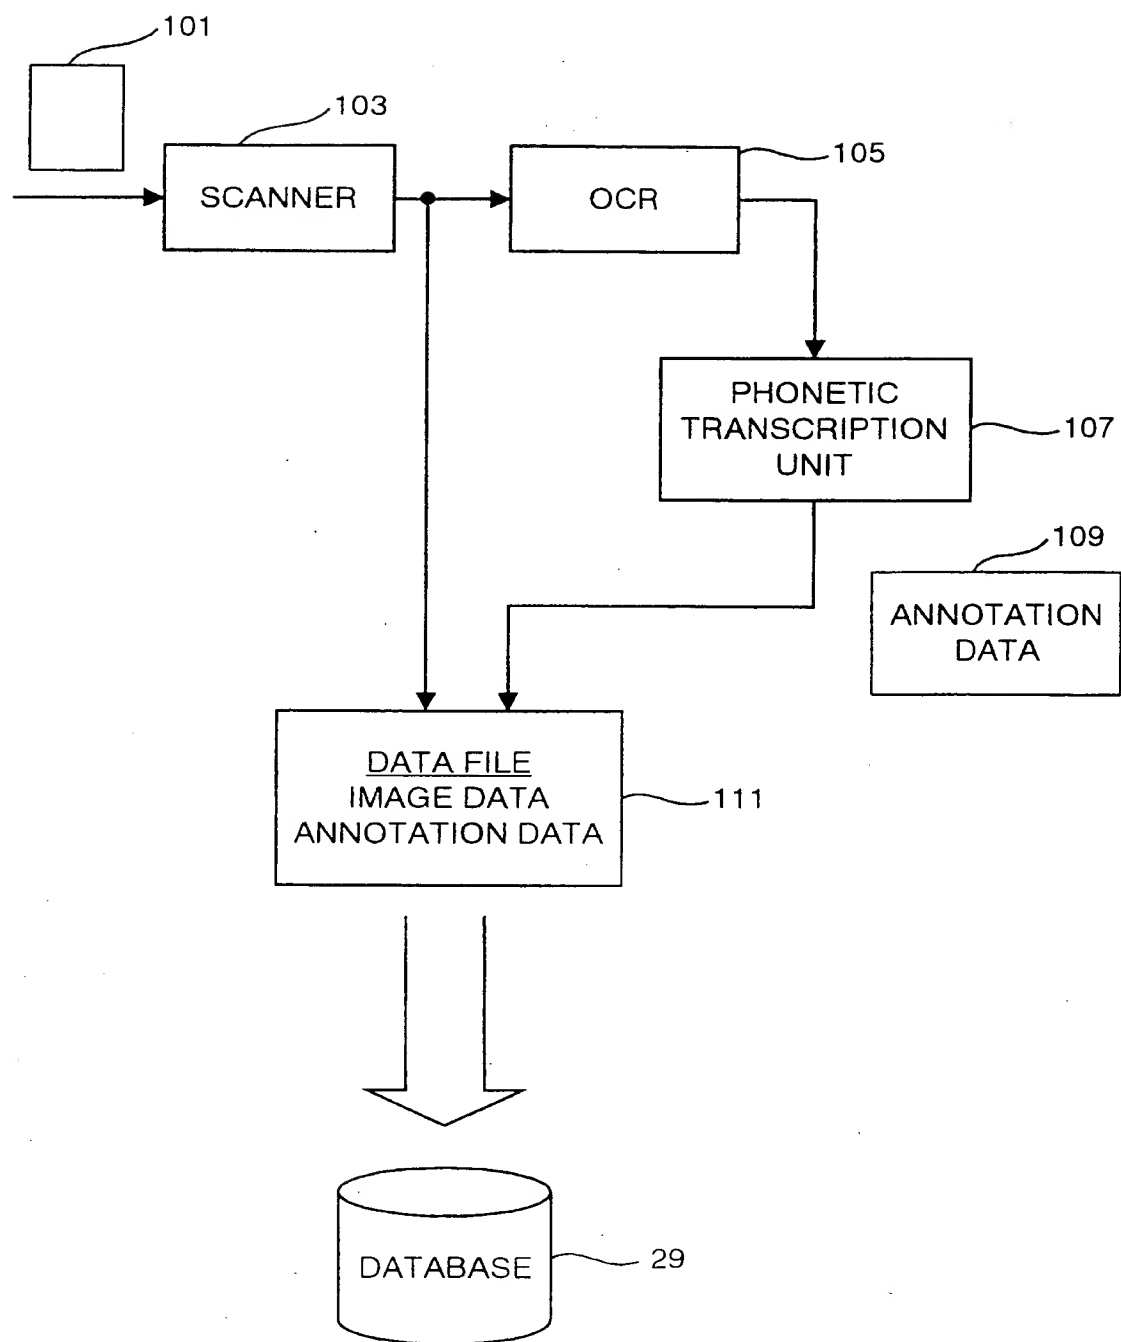 101
103
SCANNER
OCR
105
PHONETIC
TRANSCRIPTION
UNIT
107
109
ANNOTATION
DATA
DATA FILE
IMAGE DATA
ANNOTATION DATA
111
DATABASE
29